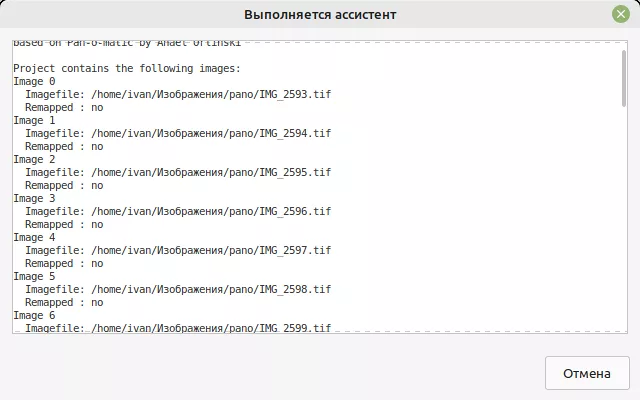 Выполняется ассистент
based on Pan-o-matic by Anael Orlinski
Project contains the following images:
Image 0
Imagefile: /home/ivan/Изображения/pano/IMG_2593.tif
Remapped : no
Image 1
Imagefile: /home/ivan/Изображения/pano/IMG_2594.tif
Remapped : no
Image 2
Imagefile: /home/ivan/Изображения/pano/IMG_2595.tif
Remapped : no
Image 3
Imagefile: /home/ivan/Изображения/pano/IMG_2596.tif
Remapped : no
Image 4
Imagefile: /home/ivan/Изображения/pano/IMG_2597.tif
Remapped : no
Image 5
Imagefile: /home/ivan/Изображения/pano/IMG_2598.tif
Remapped : no
Image 6
Imagefile: /home/ivan/Изображения/pano/IMG_2599.tif
Отмена